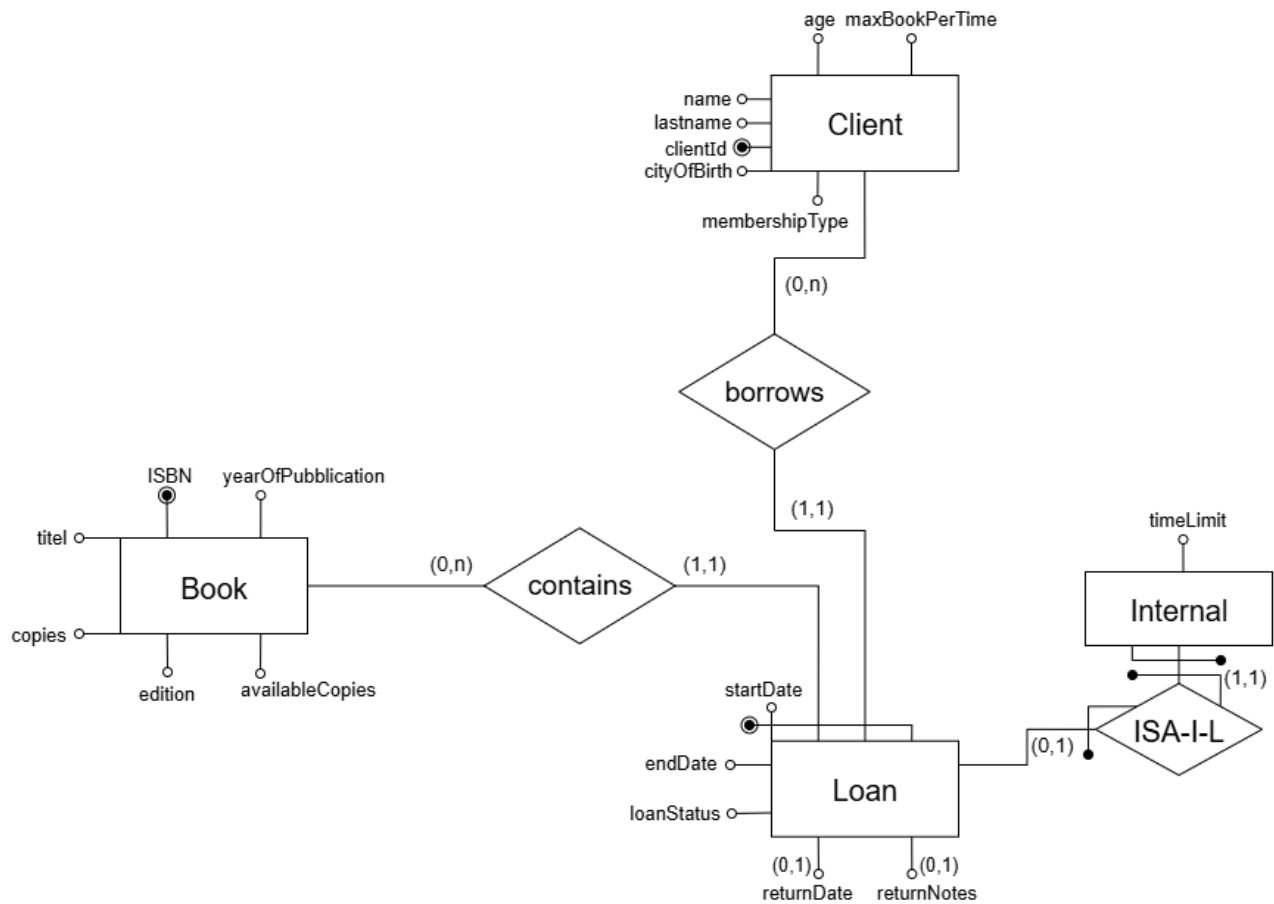 age maxBookPerTime
name
lastname
clientId
cityOfBirth
Client
membershipType
(0,n)
borrows
(1,1)
ISBN yearOfPubblication
titel
Book
copies
edition availableCopies
(0,n)
contains
(1,1)
timeLimit
Internal
(1,1)
ISA-I-L
(0,1)
startDate
endDate
loanStatus
Loan
(0,1) (0,1)
returnDate returnNotes